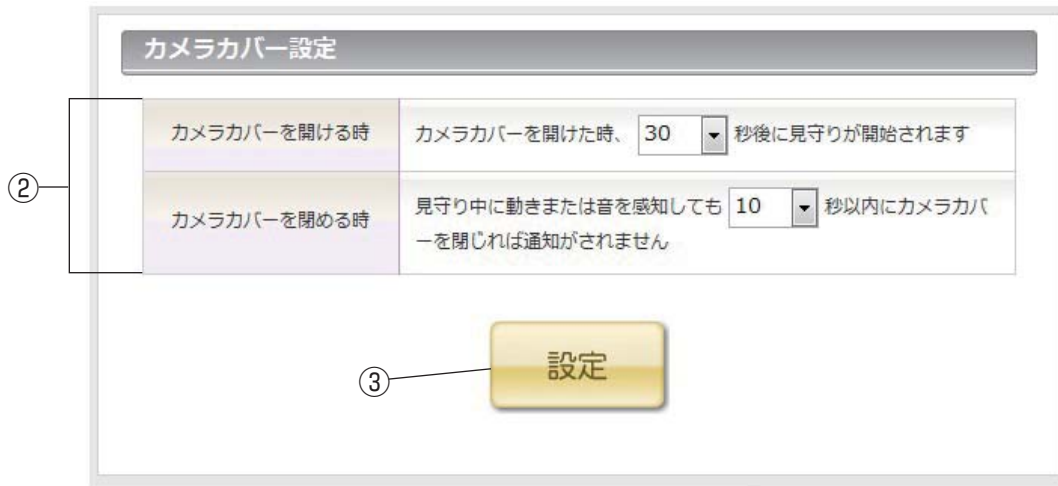 カメラカバー設定
カメラカバーを開ける時
カメラカバーを開けた時、 30 秒後に見守りが開始されます
②
カメラカバーを閉める時
見守り中に動きまたは音を感知しても 10 秒以内にカメラカバ
ーを閉じれば通知がされません
設定
③